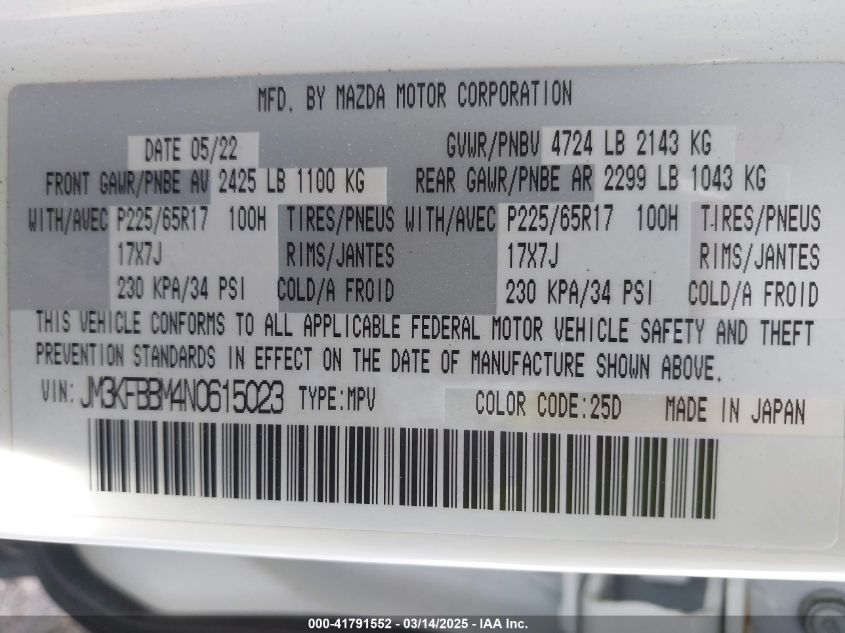 MFD. BY MAZDA MOTOR CORPORATION
DATE 05/22 GVWR/PNBV 4724 LB 2143 KG
FRONT GAWR/PNBE AV 2425 LB 1100 KG REAR GAWR/PNBE AR 2299 LB 1043 KG
WITH/AVEC P225/65R17 100H TIRES/PNEUS WITH/AVEC P225/65R17 100H TIRES/PNEUS
17X7J RIMS/JANTES 17X7J RIMS/JANTES
230 KPA/34 PSI COLD/A FROID 230 KPA/34 PSI COLD/A FROID
THIS VEHICLE CONFORMS TO ALL APPLICABLE FEDERAL MOTOR VEHICLE SAFETY AND THEFT
PREVENTION STANDARDS IN EFFECT ON THE DATE OF MANUFACTURE SHOWN ABOVE.
VIN: JM3KFBBM4N0615023 TYPE:MPV COLOR CODE:25D MADE IN JAPAN
000-41791552 - 03/14/2025 - IAA Inc.